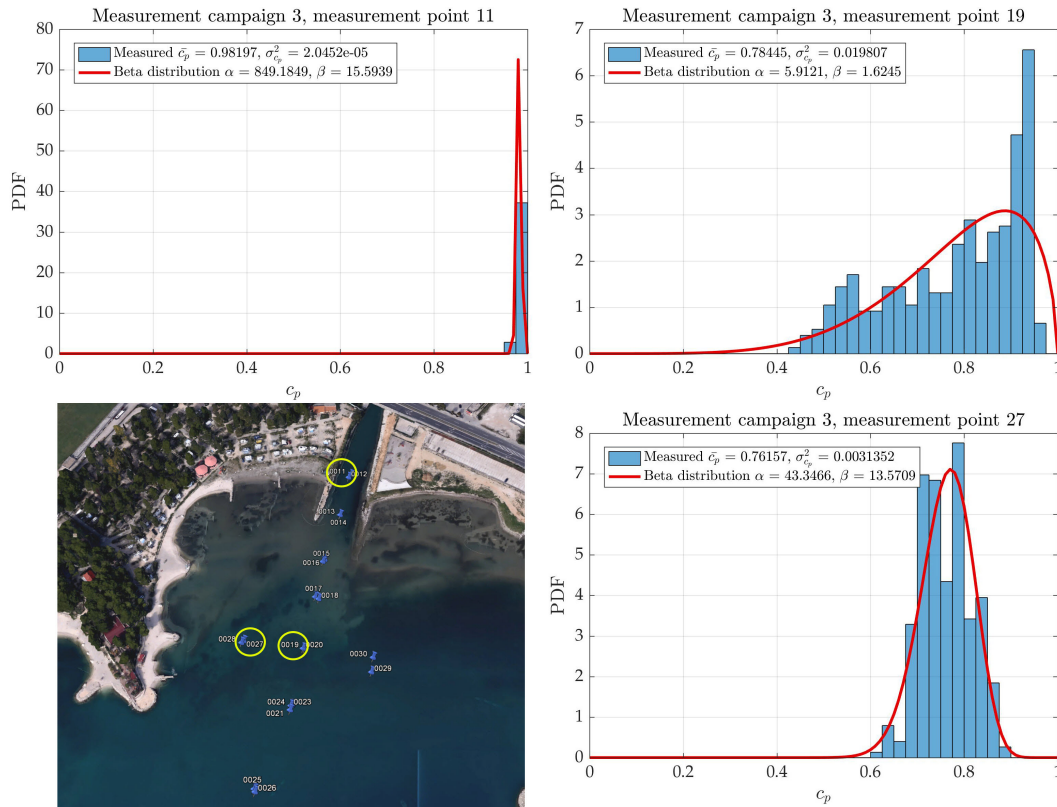 Measurement campaign 3, measurement point 11
Measured c̄ₚ = 0.98197, σ²_cₚ = 2.0452e-05
Beta distribution α = 849.1849, β = 15.5939
80
70
60
50
40
30
20
10
0
PDF
0 0.2 0.4 0.6 0.8 1
cₚ
Measurement campaign 3, measurement point 19
Measured c̄ₚ = 0.78445, σ²_cₚ = 0.019807
Beta distribution α = 5.9121, β = 1.6245
7
6
5
4
3
2
1
0
PDF
0 0.2 0.4 0.6 0.8 1
cₚ
0011 0012
0013
0014
0015
0016
0017
0018
0028 0027 0019 0020
0030
0029
0024 0023
0021
0025
0026
Measurement campaign 3, measurement point 27
Measured c̄ₚ = 0.76157, σ²_cₚ = 0.0031352
Beta distribution α = 43.3466, β = 13.5709
8
7
6
5
4
3
2
1
0
PDF
0 0.2 0.4 0.6 0.8 1
cₚ